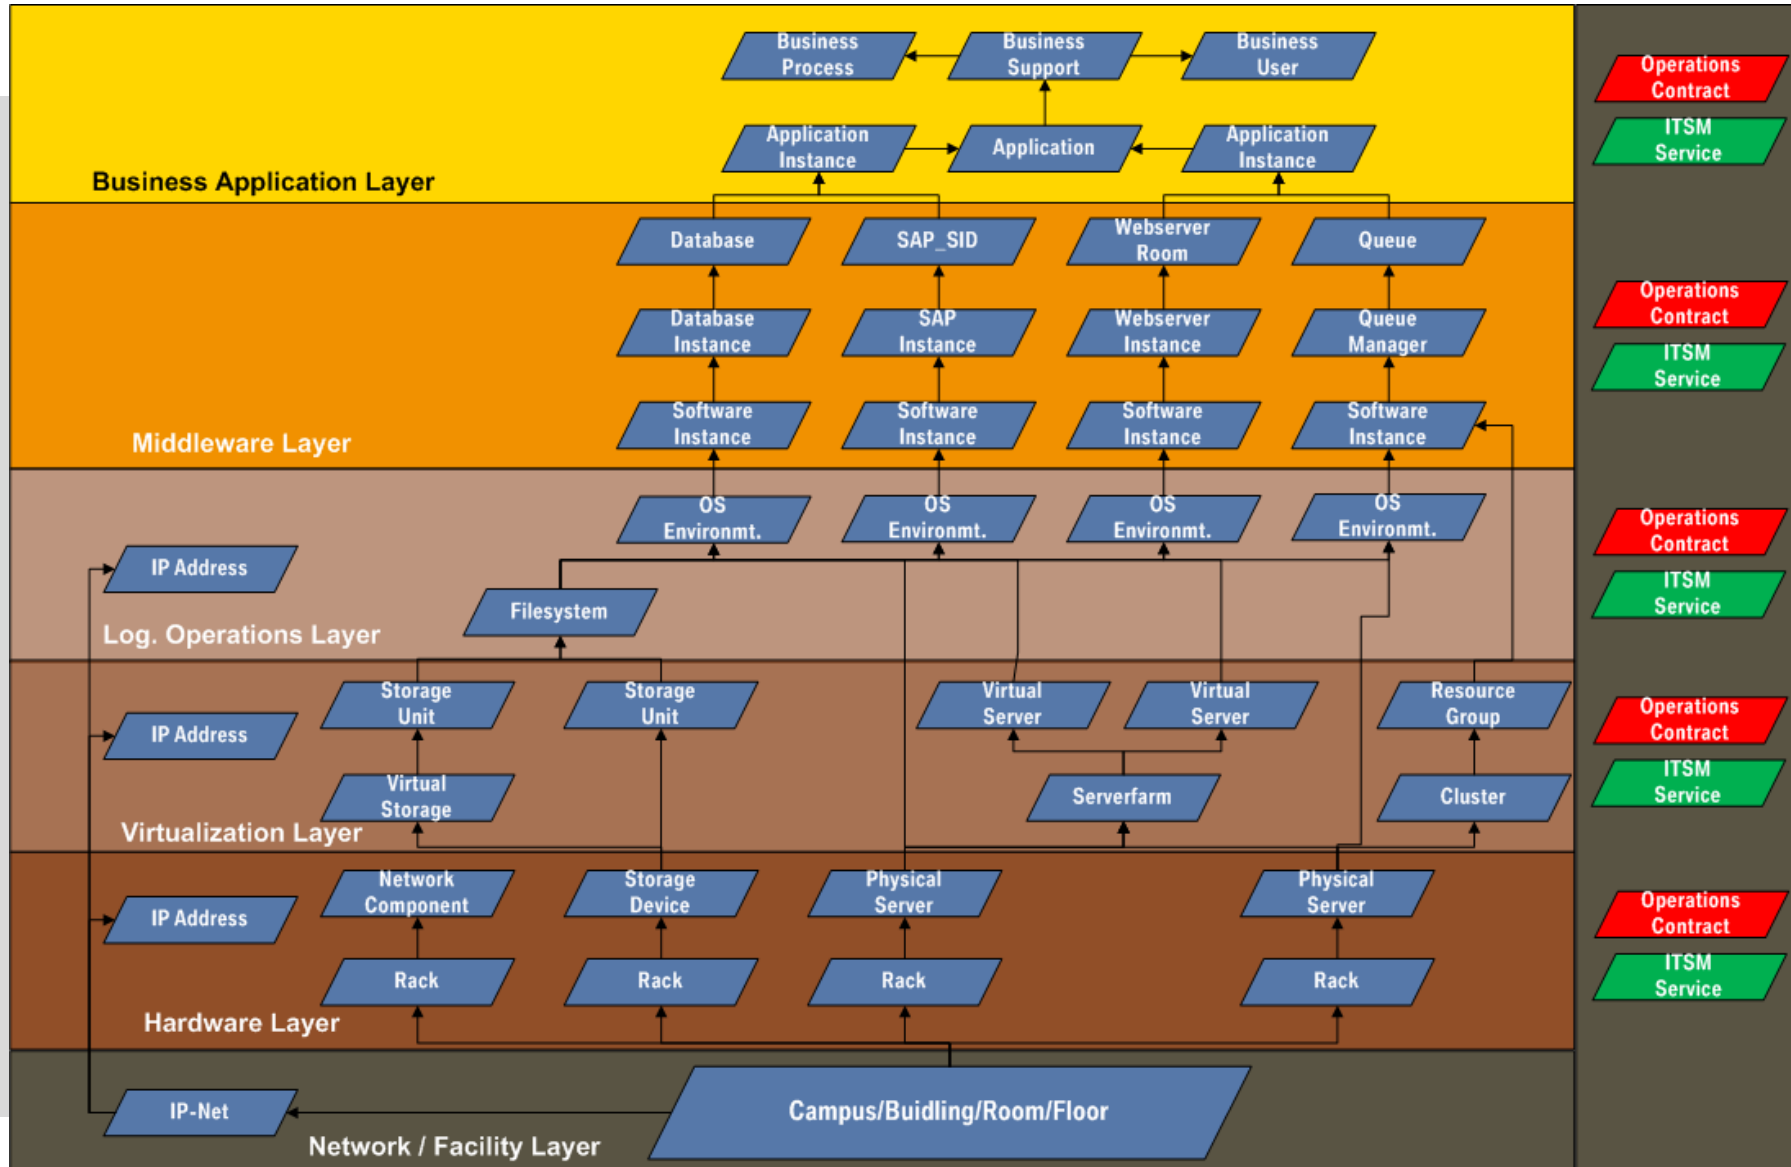 Business
Process
Business
Support
Business
User
Operations
Contract
Application
Instance
Application
Application
Instance
ITSM
Service
Business Application Layer
Database
SAP_SID
Webserver
Room
Queue
Operations
Contract
Database
Instance
SAP
Instance
Webserver
Instance
Queue
Manager
ITSM
Service
Software
Instance
Software
Instance
Software
Instance
Software
Instance
Middleware Layer
OS
Environmt.
OS
Environmt.
OS
Environmt.
OS
Environmt.
Operations
Contract
IP Address
Filesystem
ITSM
Service
Log. Operations Layer
Storage
Unit
Storage
Unit
Virtual
Server
Virtual
Server
Resource
Group
Operations
Contract
IP Address
Virtual
Storage
Serverfarm
Cluster
ITSM
Service
Virtualization Layer
Network
Component
Storage
Device
Physical
Server
Physical
Server
Operations
Contract
IP Address
Rack
Rack
Rack
Rack
ITSM
Service
Hardware Layer
IP-Net
Campus/Buidling/Room/Floor
Network / Facility Layer